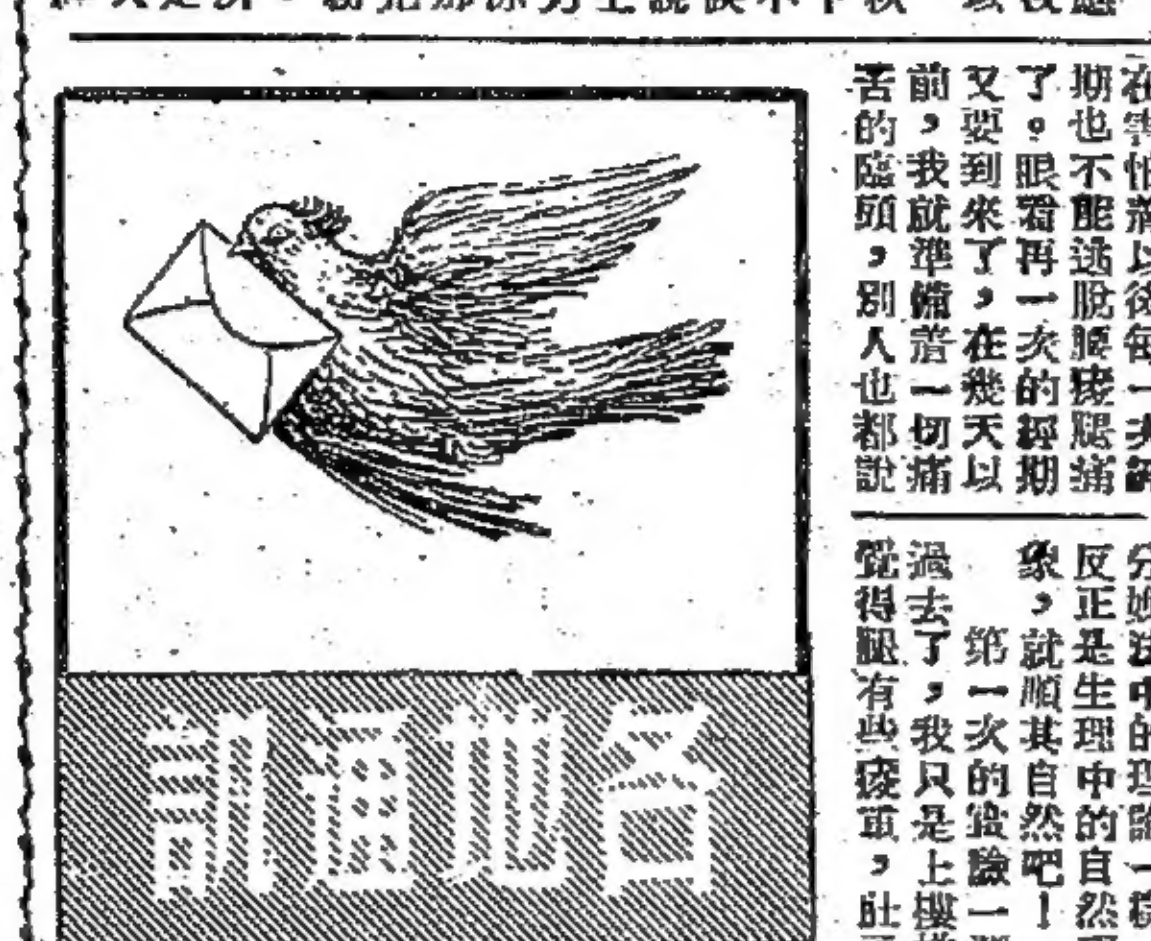 期也不能逃脫腰痠腿痛
了。眼看再一次的經期
又要到來了，在幾天以
前，我就準備着一切痛
苦的臨頭，別人也都說
反正是生理中的自然
象，就順其自然吧！
第一次的經驗一
過去了，我只是上樓
覺得腿有些痠重，肚
各地通訊